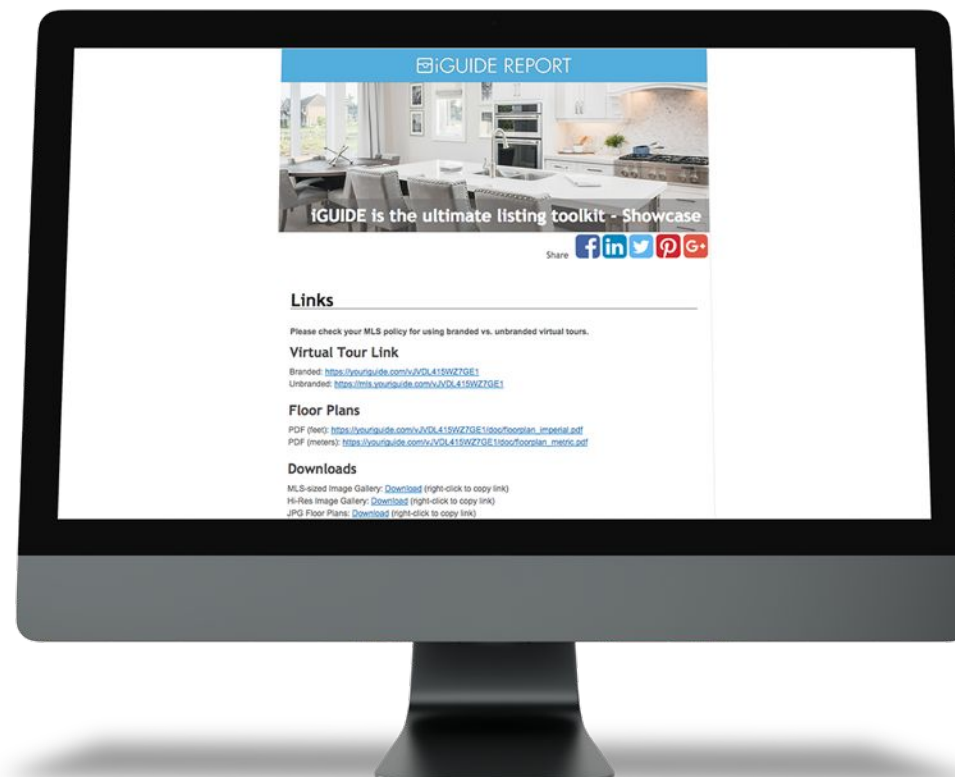 iGUIDE REPORT
iGUIDE is the ultimate listing toolkit - Showcase
Share
Links
Please check your MLS policy for using branded vs. unbranded virtual tours.
Virtual Tour Link
Branded: https://youriguide.com/vJVDL415WZ7GE1
Unbranded: https://mls.youriguide.com/vJVDL415WZ7GE1
Floor Plans
PDF (feet): https://youriguide.com/vJVDL415WZ7GE1/doc/floorplan_imperial.pdf
PDF (meters): https://youriguide.com/vJVDL415WZ7GE1/doc/floorplan_metric.pdf
Downloads
MLS-sized Image Gallery: Download (right-click to copy link)
Hi-Res Image Gallery: Download (right-click to copy link)
JPG Floor Plans: Download (right-click to copy link)